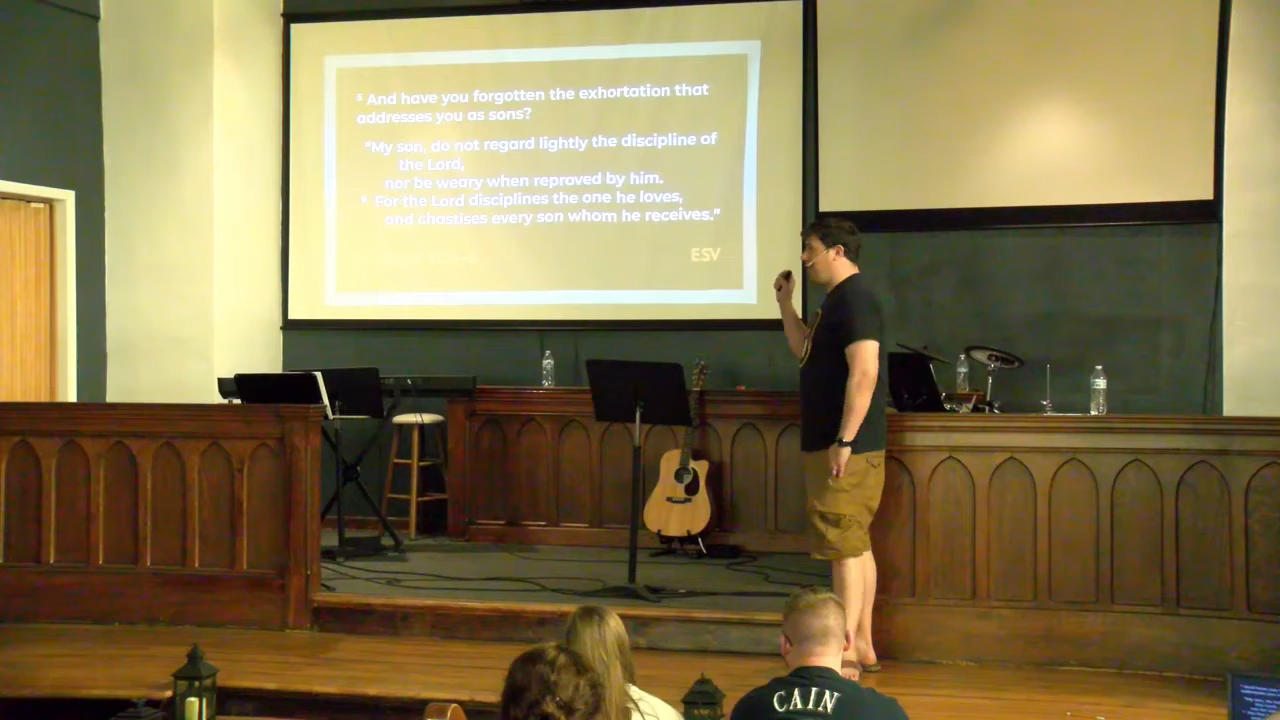 ⁵ And have you forgotten the exhortation that
addresses you as sons?
"My son, do not regard lightly the discipline of
the Lord,
nor be weary when reproved by him.
⁶ For the Lord disciplines the one he loves,
and chastises every son whom he receives."
ESV
CAIN